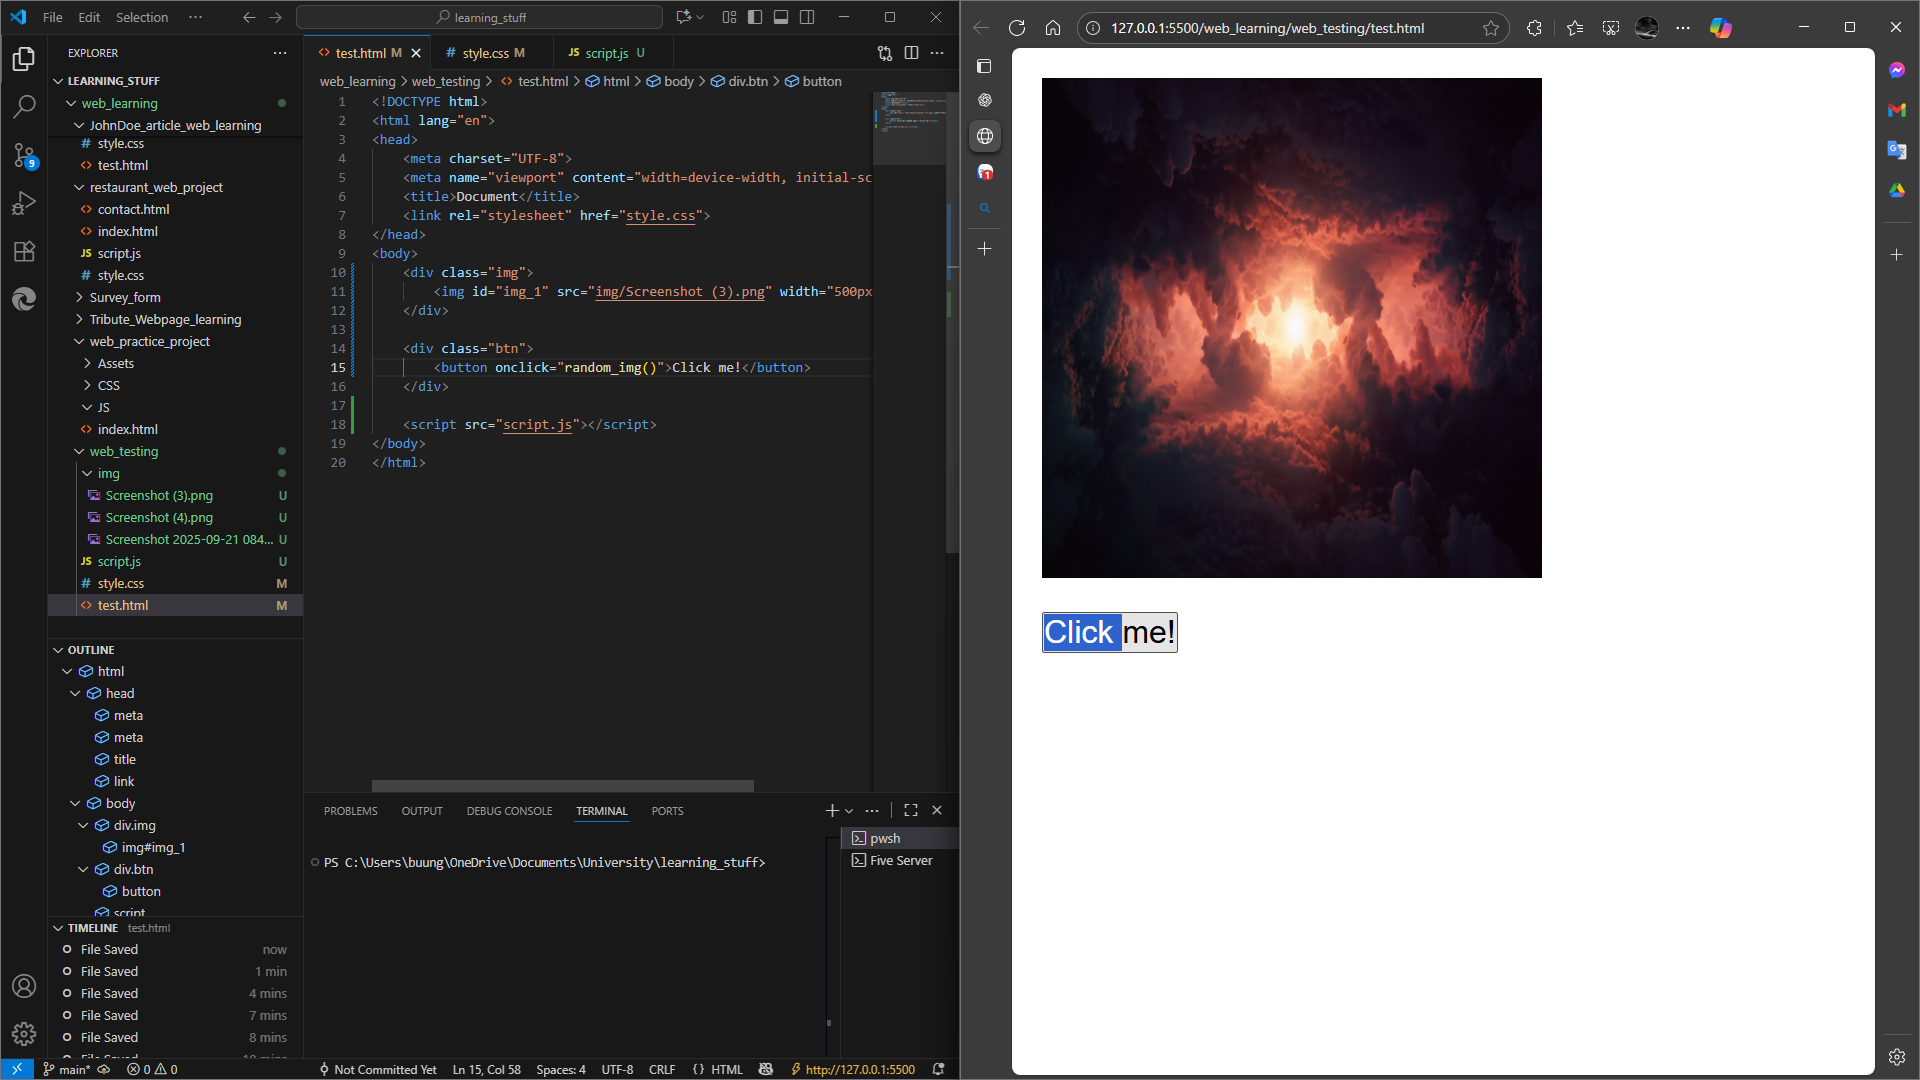 File Edit Selection ··· learning_stuff
EXPLORER
LEARNING_STUFF
web_learning
JohnDoe_article_web_learning
# style.css
<> test.html
restaurant_web_project
<> contact.html
<> index.html
JS script.js
# style.css
Survey_form
Tribute_Webpage_learning
web_practice_project
Assets
CSS
JS
<> index.html
web_testing
img
Screenshot (3).png U
Screenshot (4).png U
Screenshot 2025-09-21 084... U
JS script.js U
# style.css M
<> test.html M
9
OUTLINE
html
head
meta
meta
title
link
body
div.img
img#img_1
div.btn
button
script
TIMELINE test.html
File Saved now
File Saved 1 min
File Saved 4 mins
File Saved 7 mins
File Saved 8 mins
<> test.html M # style.css M JS script.js U
web_learning > web_testing > <> test.html > html > body > div.btn > button
1 <!DOCTYPE html>
2 <html lang="en">
3 <head>
4 <meta charset="UTF-8">
5 <meta name="viewport" content="width=device-width, initial-sc
6 <title>Document</title>
7 <link rel="stylesheet" href="style.css">
8 </head>
9 <body>
10 <div class="img">
11 <img id="img_1" src="img/Screenshot (3).png" width="500px
12 </div>
13
14 <div class="btn">
15 <button onclick="random_img()">Click me!</button>
16 </div>
17
18 <script src="script.js"></script>
19 </body>
20 </html>
PROBLEMS OUTPUT DEBUG CONSOLE TERMINAL PORTS
PS C:\Users\buung\OneDrive\Documents\University\learning_stuff>
pwsh
Five Server
main* 0 0 Not Committed Yet Ln 15, Col 58 Spaces: 4 UTF-8 CRLF {} HTML http://127.0.0.1:5500
127.0.0.1:5500/web_learning/web_testing/test.html
1
Click me!